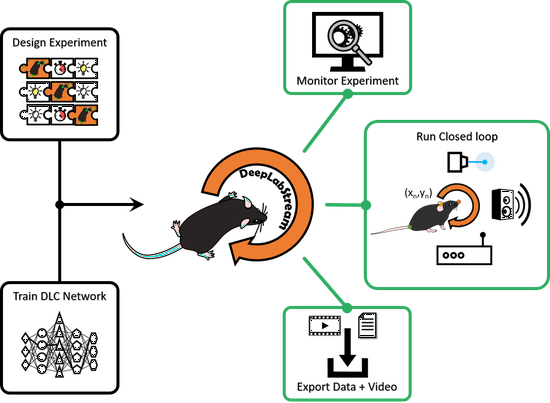 Design Experiment
Monitor Experiment
Run Closed loop
(xn,yn)
DeepLabStream
Train DLC Network
Export Data + Video